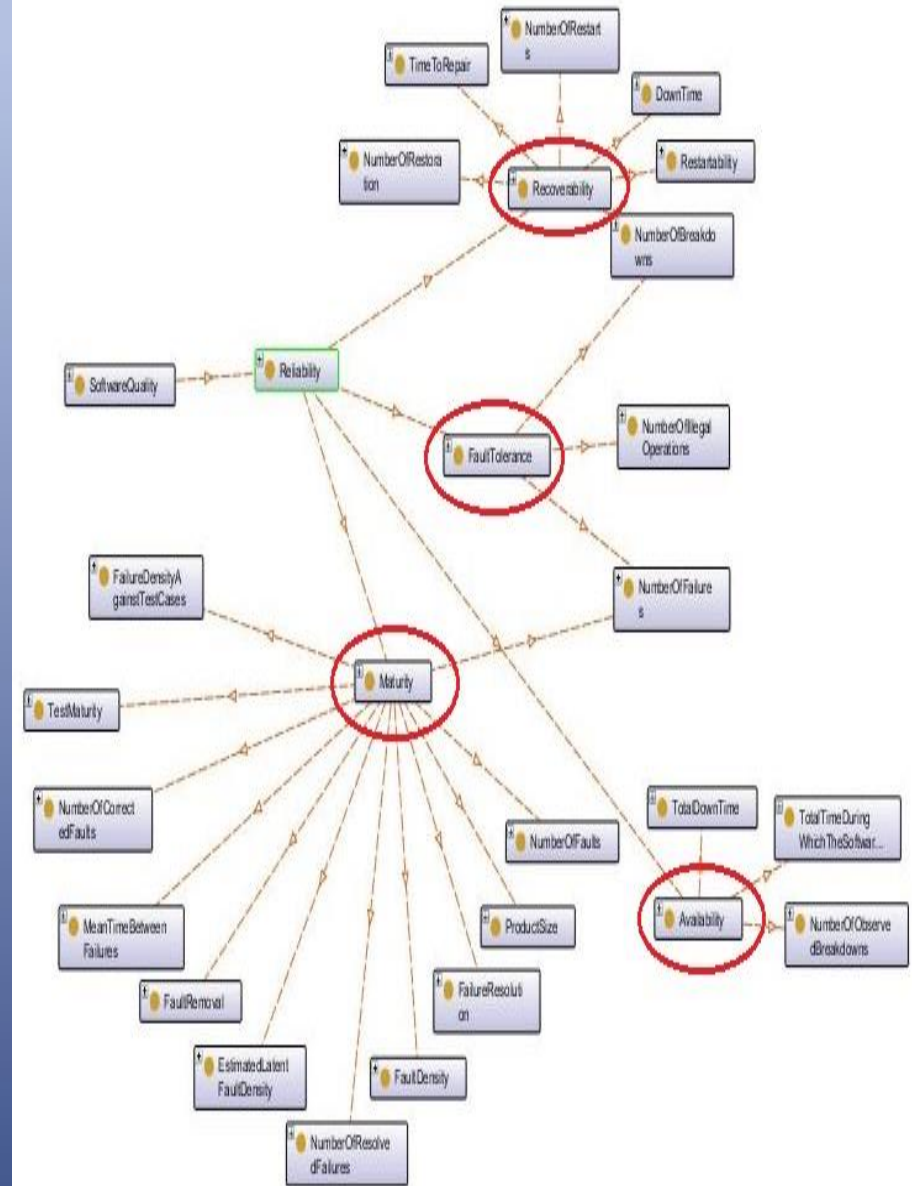 NumberOfRestart
s
TimeToRepair
DownTime
NumberOfRestora
tion
Restartability
Recoverability
NumberOfBreakdo
wns
Reliability
SoftwareQuality
NumberOfIllegal
Operations
FaultTolerance
FailureDensityA
gainstTestCases
NumberOfFailure
s
Maturity
TestMaturity
NumberOfCorrect
edFaults
TotalDownTime
TotalTimeDuring
WhichTheSoftwar...
NumberOfFaults
MeanTimeBetween
Failures
ProductSize
Availability
NumberOfObserve
dBreakdowns
FaultRemoval
FailureResoluti
on
EstimatedLatent
FaultDensity
FaultDensity
NumberOfResolve
dFailures